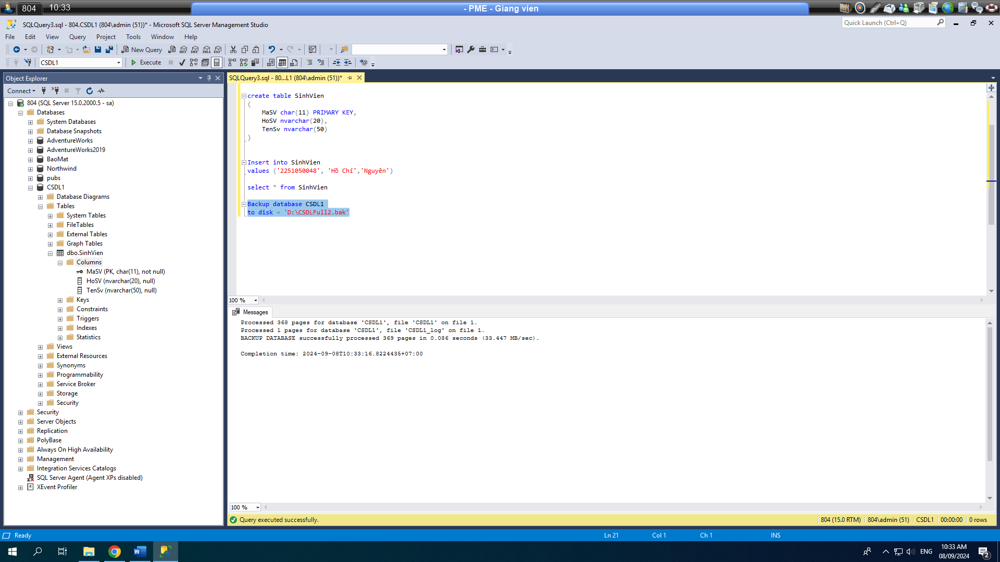 804
10:33
- PME - Giang vien
SQLQuery3.sql - 804.CSDL1 (804\admin (51))* - Microsoft SQL Server Management Studio
Quick Launch (Ctrl+Q)
File Edit View Query Project Tools Window Help
New Query
MDX DMX XMLA DAX
CSDL1
Execute
Object Explorer
SQLQuery3.sql - 80...L1 (804\admin (51))*
Connect
804 (SQL Server 15.0.2000.5 - sa)
Databases
System Databases
Database Snapshots
AdventureWorks
AdventureWorks2019
BaoMat
Northwind
pubs
CSDL1
Database Diagrams
Tables
System Tables
FileTables
External Tables
Graph Tables
dbo.SinhVien
Columns
MaSV (PK, char(11), not null)
HoSV (nvarchar(20), null)
TenSv (nvarchar(50), null)
Keys
Constraints
Triggers
Indexes
Statistics
Views
External Resources
Synonyms
Programmability
Service Broker
Storage
Security
Security
Server Objects
Replication
PolyBase
Always On High Availability
Management
Integration Services Catalogs
SQL Server Agent (Agent XPs disabled)
XEvent Profiler
create table SinhVien
(
MaSV char(11) PRIMARY KEY,
HoSV nvarchar(20),
TenSv nvarchar(50)
)
Insert into SinhVien
values ('2251050048', 'Hồ Chí','Nguyên')
select * from SinhVien
Backup database CSDL1
to disk = 'D:\CSDLFull2.bak'
100 %
Messages
Processed 368 pages for database 'CSDL1', file 'CSDL1' on file 1.
Processed 1 pages for database 'CSDL1', file 'CSDL1_log' on file 1.
BACKUP DATABASE successfully processed 369 pages in 0.086 seconds (33.447 MB/sec).
Completion time: 2024-09-08T10:33:16.8224435+07:00
100 %
Query executed successfully.
804 (15.0 RTM) 804\admin (51) CSDL1 00:00:00 0 rows
Ready
Ln 21 Col 1 Ch 1 INS
ENG
10:33 AM
08/09/2024
2